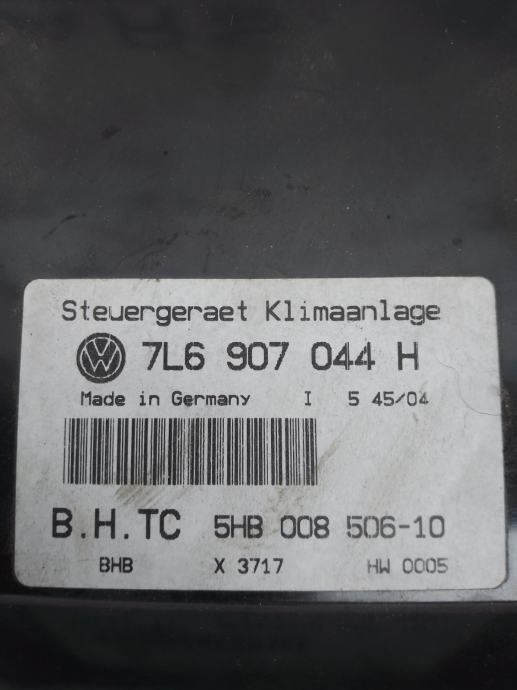 Steuergeraet Klimaanlage
7L6 907 044 H
Made in Germany I 5 45/04
B.H.TC 5HB 008 506-10
BHB X 3717 HW 0005